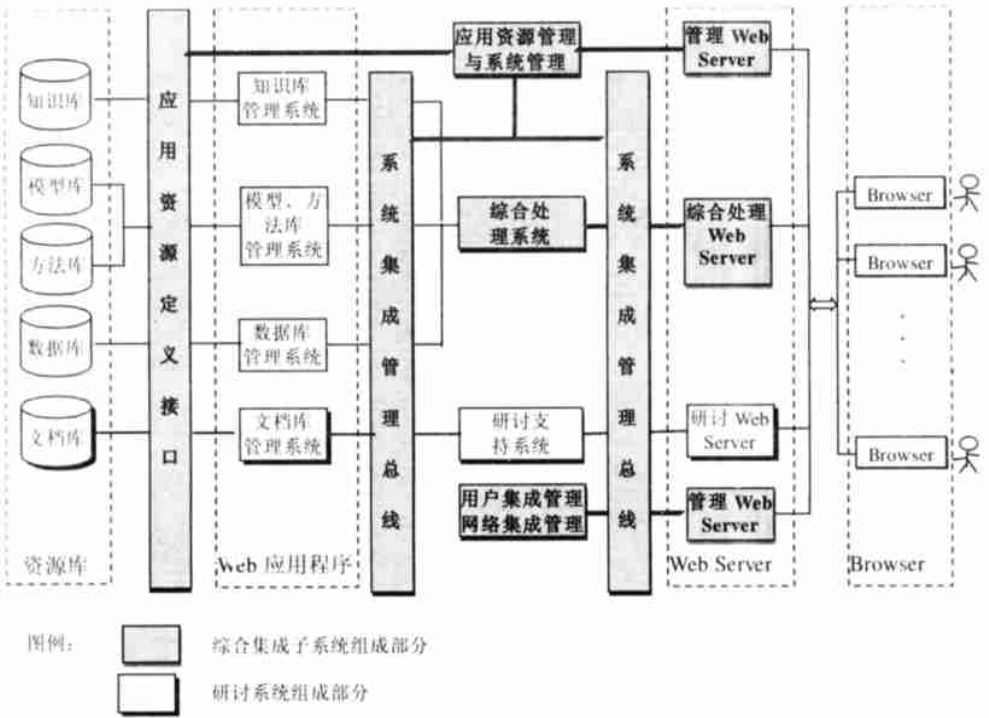 应用资源管理
与系统管理
管理 Web
Server
知识库
应用资源定义接口
知识库
管理系统
系统集成管理总线
系统集成管理总线
模型库
模型、方
法库
管理系统
综合处
理系统
综合处理
Web
Server
Browser
方法库
Browser
数据库
数据库
管理系统
文档库
文档库
管理系统
研讨支
持系统
研讨 Web
Server
Browser
用户集成管理
网络集成管理
管理 Web
Server
资源库
Web 应用程序
Web Server
Browser
图例：
综合集成子系统组成部分
研讨系统组成部分